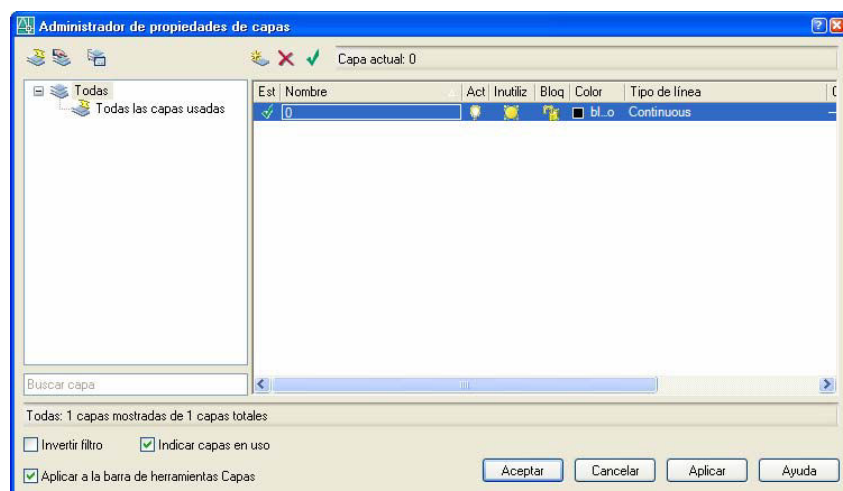 Administrador de propiedades de capas
Capa actual: 0
Todas
Todas las capas usadas
Est Nombre Act Inutiliz Bloq Color Tipo de línea
0 bl...o Continuous
Buscar capa
Todas: 1 capas mostradas de 1 capas totales
Invertir filtro Indicar capas en uso
Aplicar a la barra de herramientas Capas
Aceptar Cancelar Aplicar Ayuda